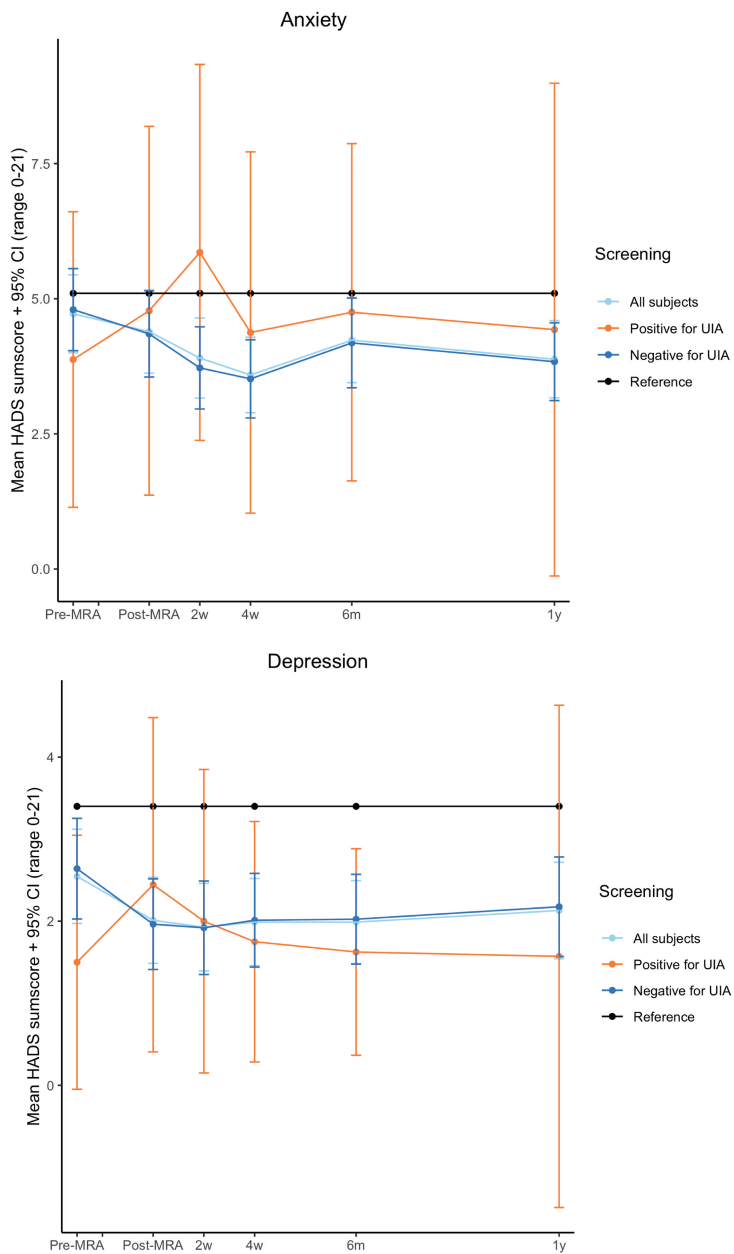 Anxiety
Mean HADS sumscore + 95% CI (range 0-21)
7.5
5.0
2.5
0.0
Pre-MRA Post-MRA 2w 4w 6m 1y
Screening
All subjects
Positive for UIA
Negative for UIA
Reference
Depression
Mean HADS sumscore + 95% CI (range 0-21)
4
2
0
Pre-MRA Post-MRA 2w 4w 6m 1y
Screening
All subjects
Positive for UIA
Negative for UIA
Reference